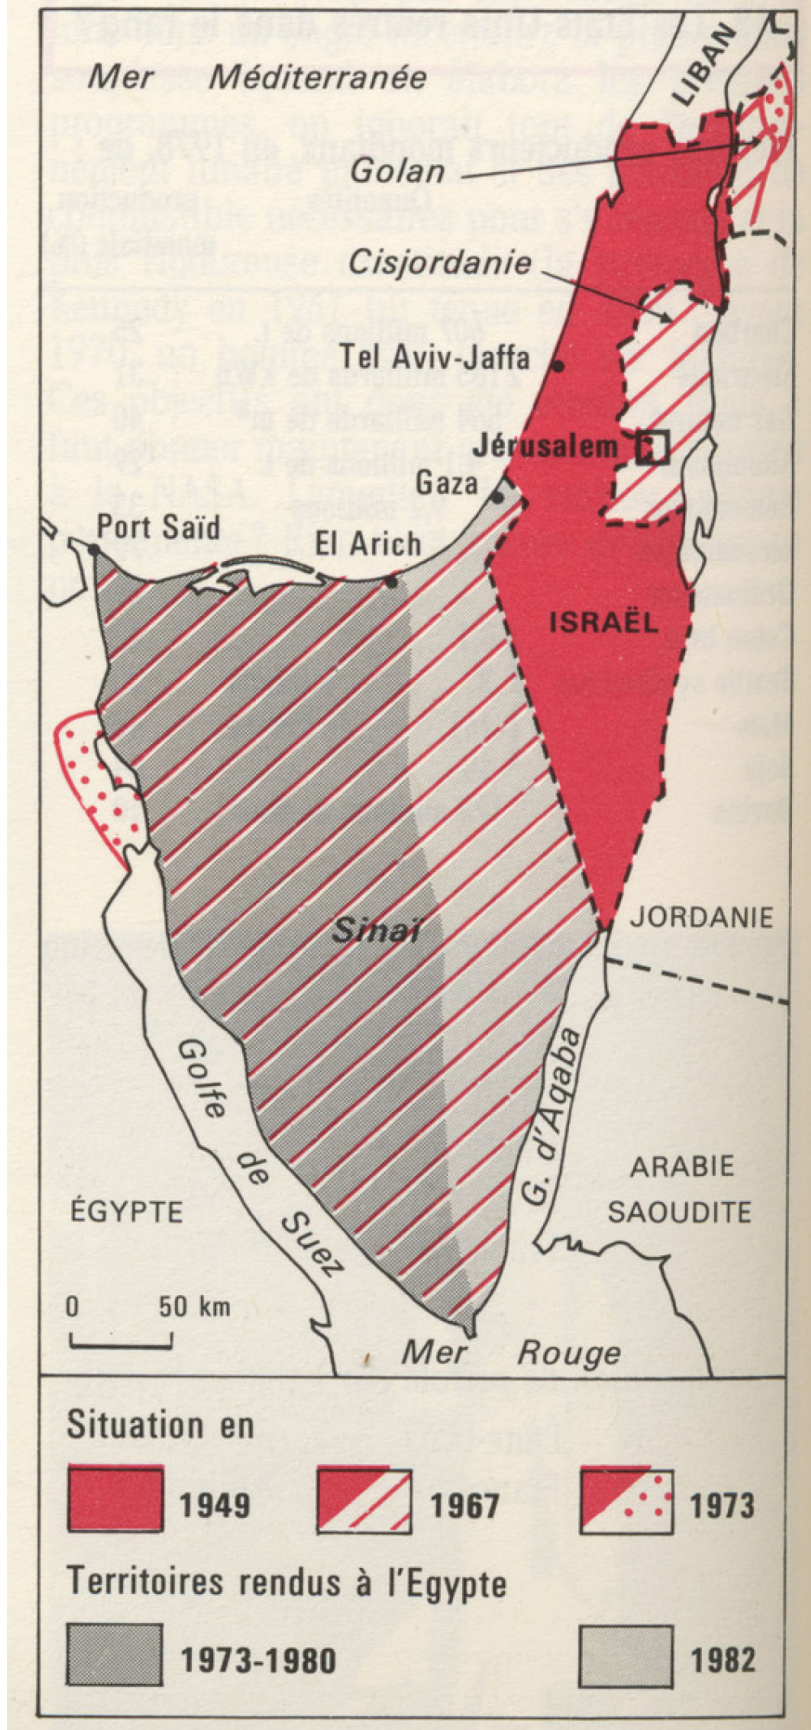 Mer Méditerranée
LIBAN
Golan
Cisjordanie
Tel Aviv-Jaffa
Jérusalem
Gaza
Port Saïd
El Arich
ISRAËL
Sinaï
JORDANIE
Golfe de Suez
G. d'Aqaba
ARABIE
SAOUDITE
ÉGYPTE
0 50 km
Mer Rouge
Situation en
1949 1967 1973
Territoires rendus à l'Egypte
1973-1980 1982